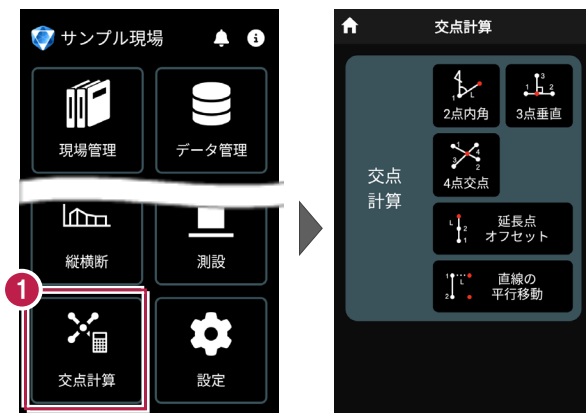 サンプル現場
現場管理
データ管理
縦横断
測設
1
交点計算
設定
交点計算
交点
計算
2点内角
3点垂直
4点交点
延長点
オフセット
直線の
平行移動